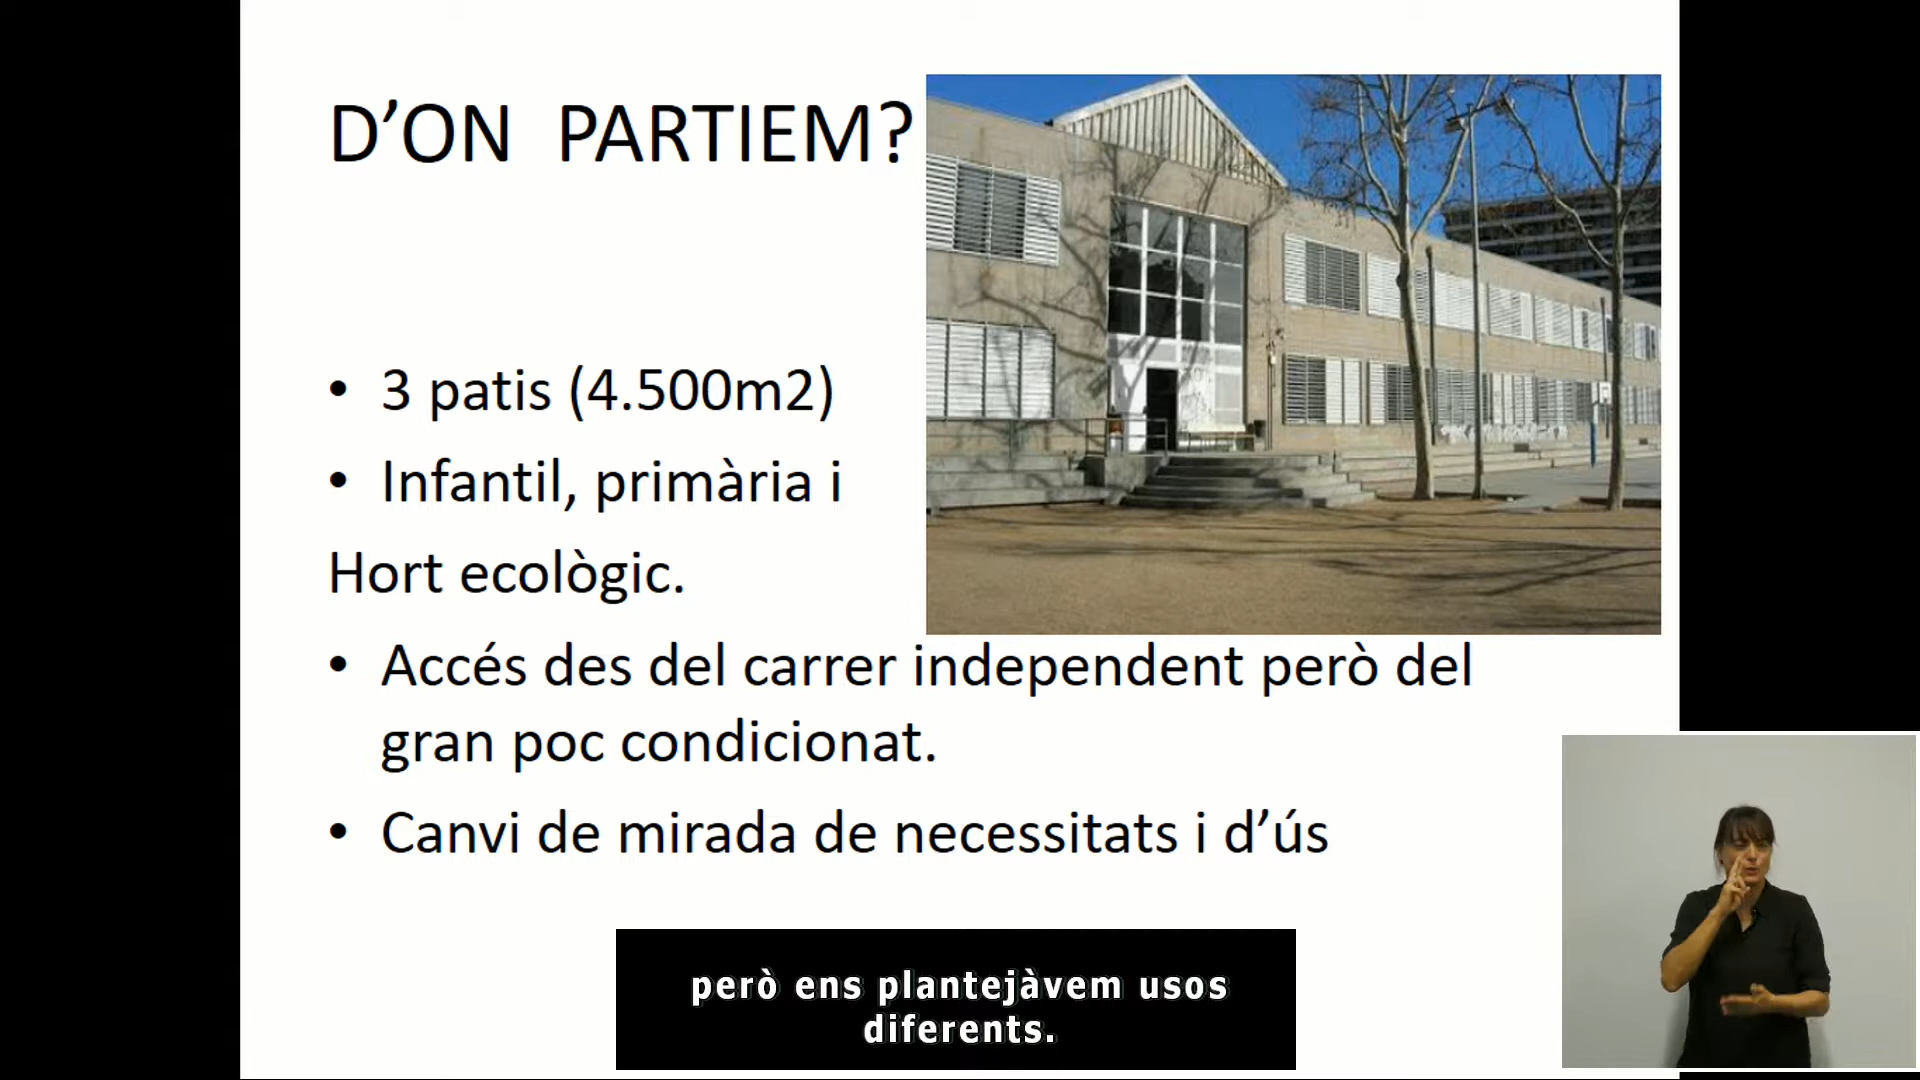 D’ON PARTIEM?
• 3 patis (4.500m2)
• Infantil, primària i
Hort ecològic.
• Accés des del carrer independent però del
gran poc condicionat.
• Canvi de mirada de necessitats i d’ús
però ens plantejàvem usos
diferents.